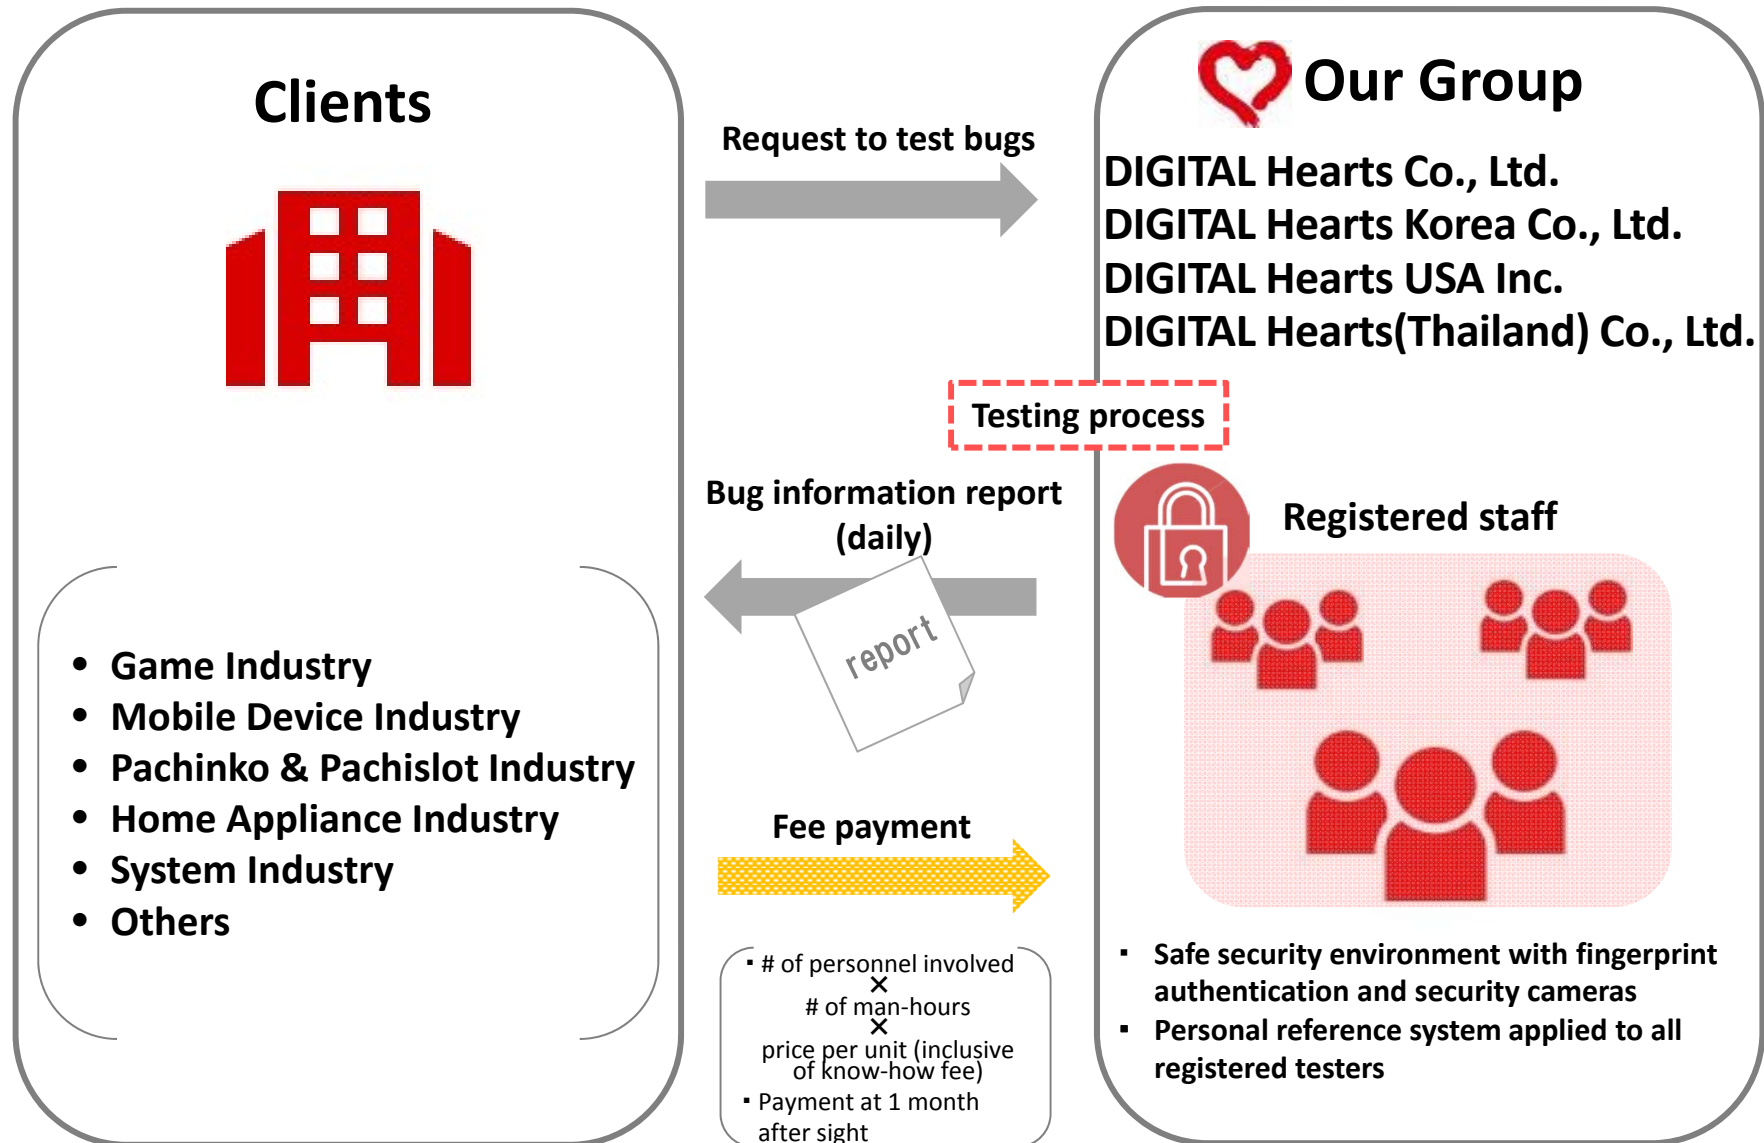 Clients
Game Industry
Mobile Device Industry
Pachinko & Pachislot Industry
Home Appliance Industry
System Industry
Others
Request to test bugs
Testing process
Bug information report
(daily)
report
Fee payment
# of personnel involved
×
# of man-hours
×
price per unit (inclusive
of know-how fee)
Payment at 1 month
after sight
Our Group
DIGITAL Hearts Co., Ltd.
DIGITAL Hearts Korea Co., Ltd.
DIGITAL Hearts USA Inc.
DIGITAL Hearts(Thailand) Co., Ltd.
Registered staff
Safe security environment with fingerprint
authentication and security cameras
Personal reference system applied to all
registered testers